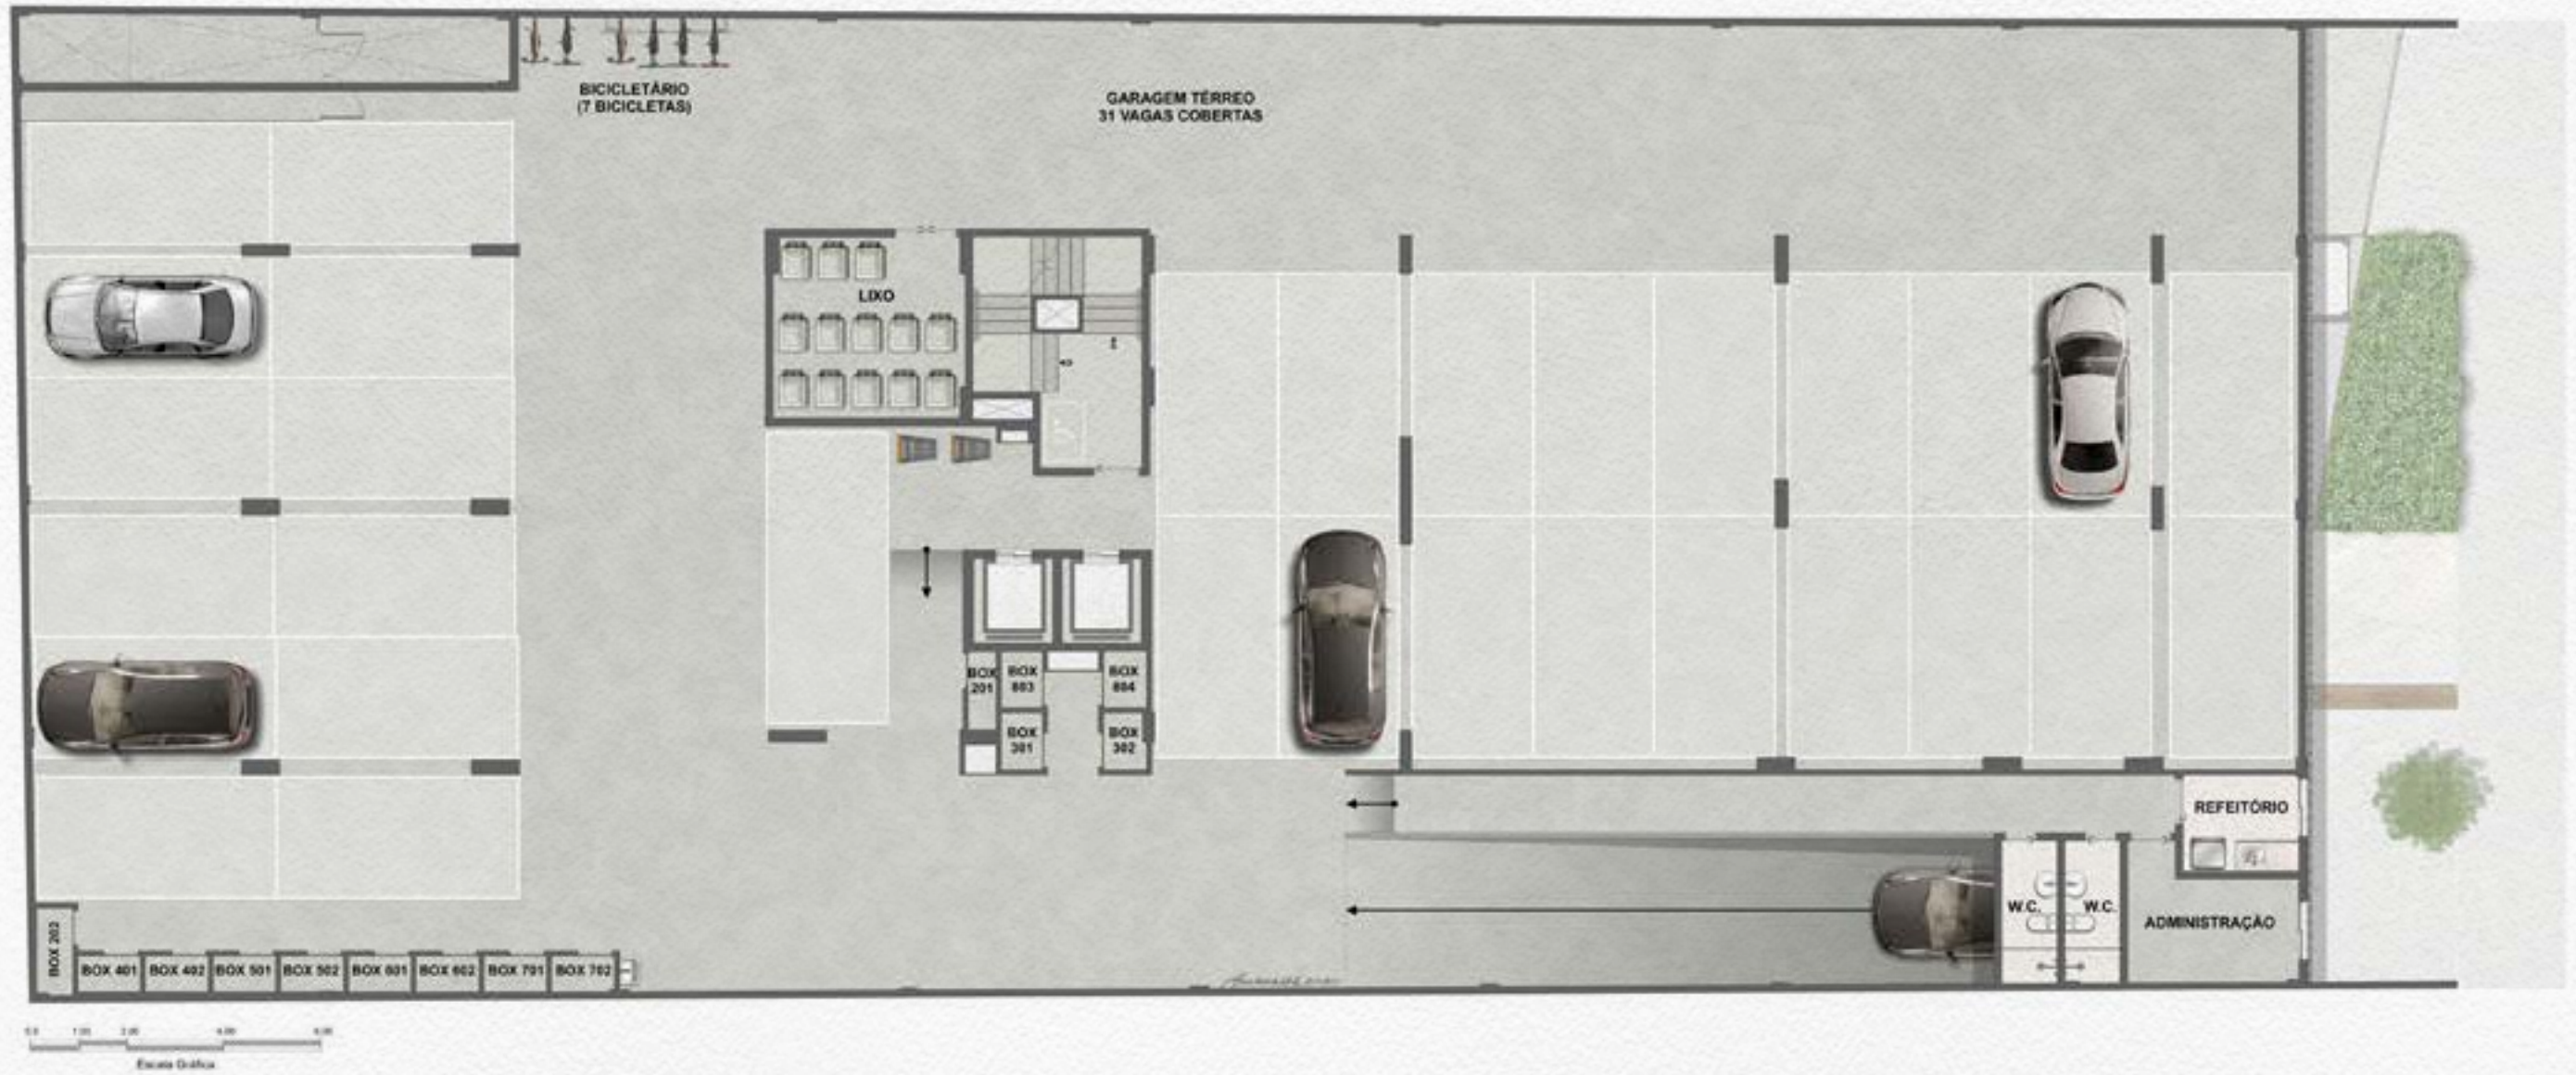 BICICLETÁRIO
(7 BICICLETAS)
GARAGEM TÉRREO
31 VAGAS COBERTAS
LIXO
BOX
201
BOX
803
BOX
804
BOX
301
BOX
302
REFEITÓRIO
W.C.
W.C.
ADMINISTRAÇÃO
BOX 202
BOX 401
BOX 402
BOX 501
BOX 502
BOX 601
BOX 602
BOX 701
BOX 702
Escala Gráfica